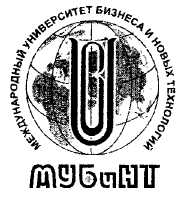 МЕЖДУНАРОДНЫЙ УНИВЕРСИТЕТ БИЗНЕСА И НОВЫХ ТЕХНОЛОГИЙ
МУБиНТ